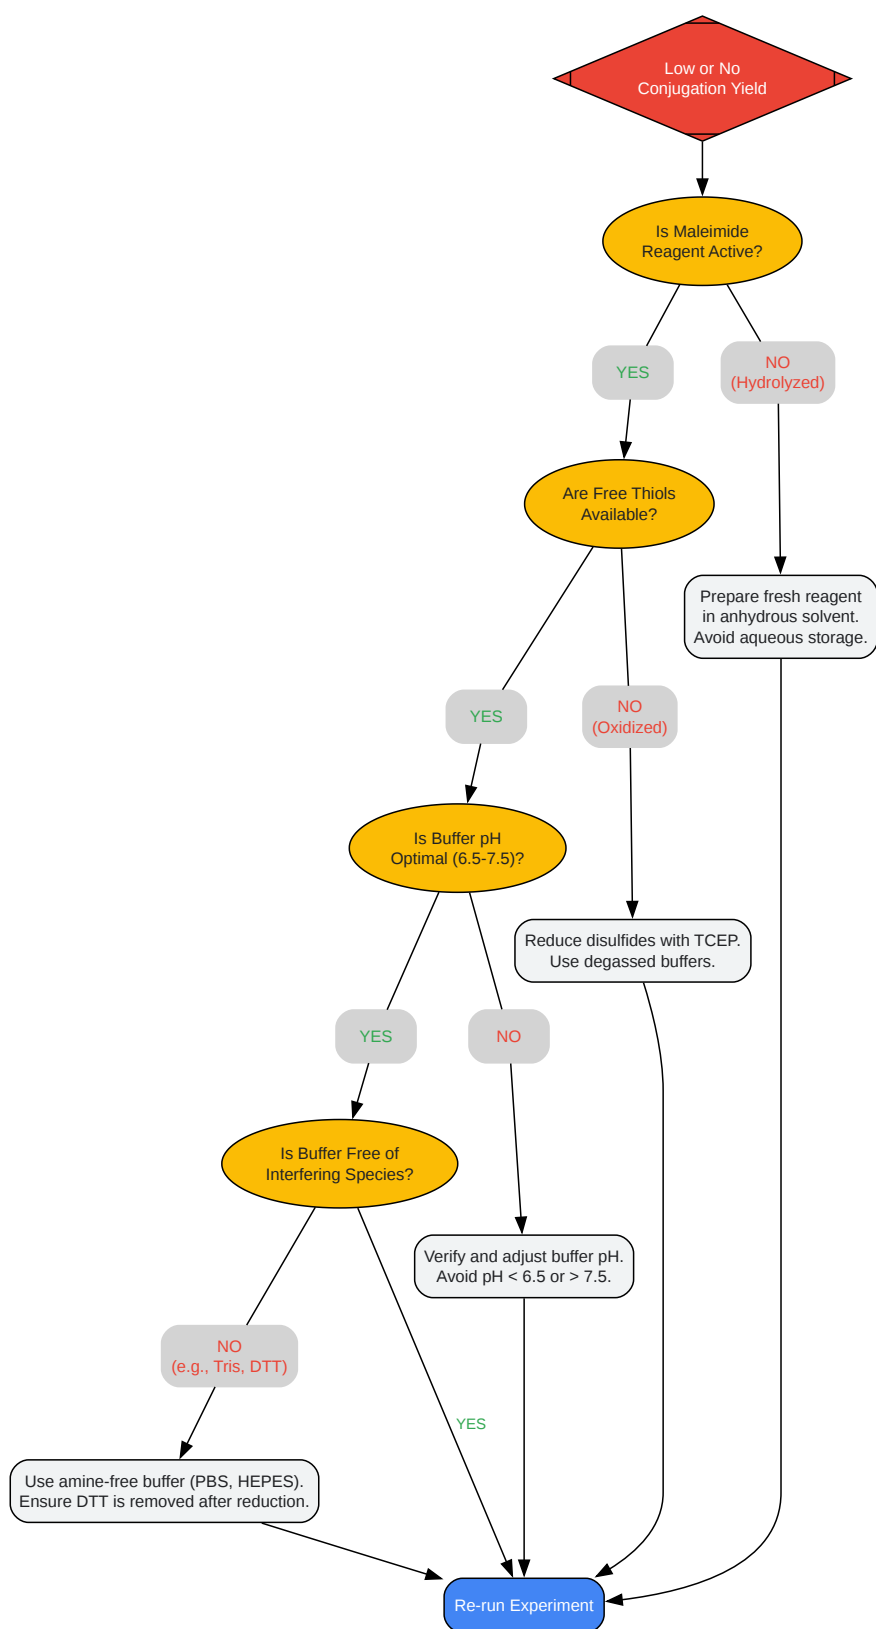 Low or No
Conjugation Yield
Is Maleimide
Reagent Active?
YES
NO
(Hydrolyzed)
Are Free Thiols
Available?
Prepare fresh reagent
in anhydrous solvent.
Avoid aqueous storage.
YES
NO
(Oxidized)
Is Buffer pH
Optimal (6.5-7.5)?
Reduce disulfides with TCEP.
Use degassed buffers.
YES
NO
Is Buffer Free of
Interfering Species?
Verify and adjust buffer pH.
Avoid pH < 6.5 or > 7.5.
NO
(e.g., Tris, DTT)
YES
Use amine-free buffer (PBS, HEPES).
Ensure DTT is removed after reduction.
Re-run Experiment